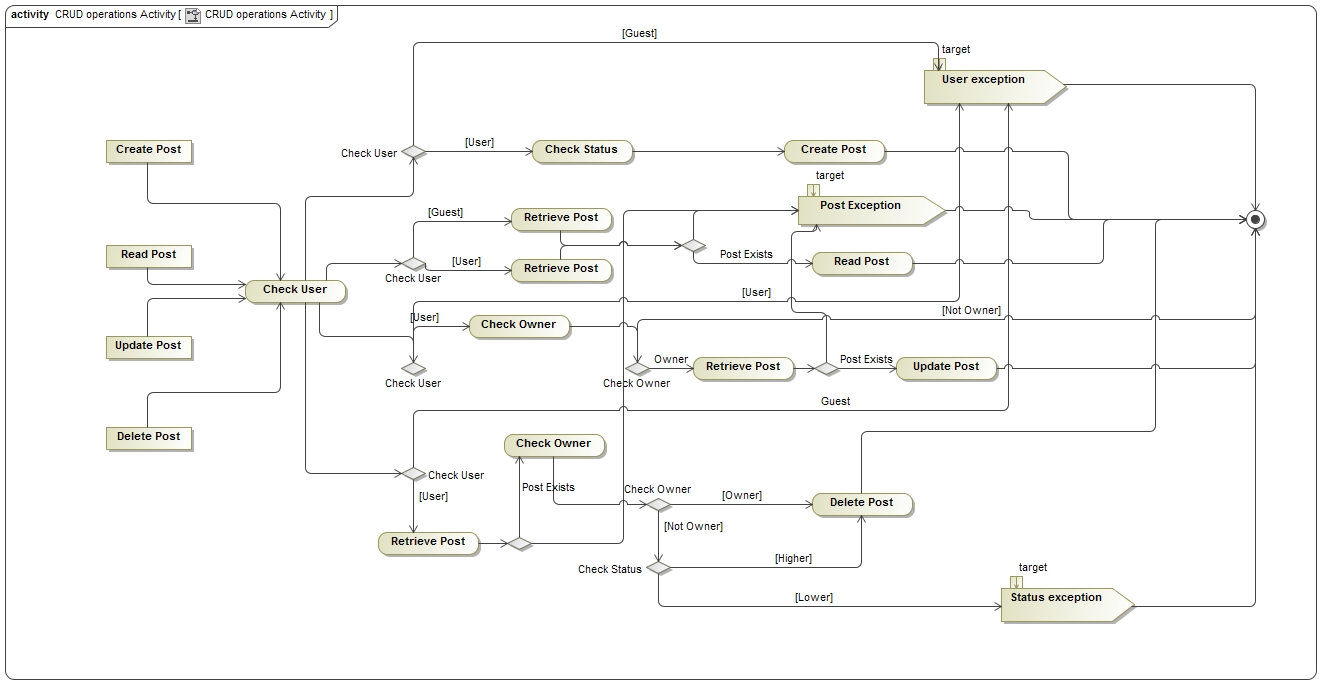 activity CRUD operations Activity [ CRUD operations Activity ]
[Guest]
target
User exception
Create Post
Check User
[User]
Check Status
Create Post
target
Post Exception
[Guest]
Retrieve Post
Read Post
Post Exists
[User]
Retrieve Post
Read Post
Check User
Check User
[User]
[Not Owner]
[User]
Check Owner
Update Post
Owner
Retrieve Post
Post Exists
Update Post
Check User
Check Owner
Guest
Delete Post
Check Owner
Check User
Post Exists
Check Owner
[User]
[Owner]
Delete Post
[Not Owner]
Retrieve Post
Check Status
[Higher]
target
[Lower]
Status exception